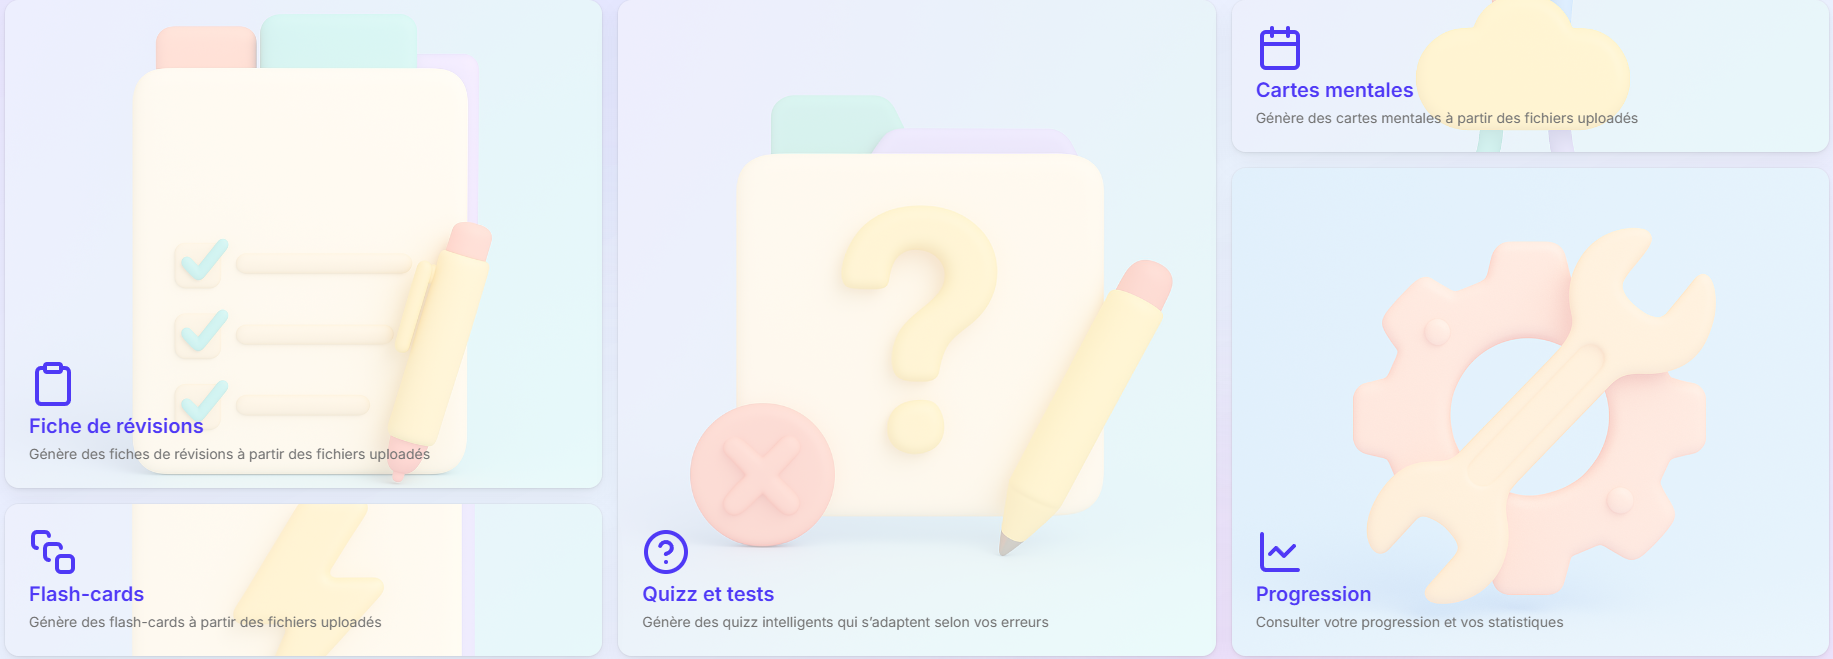 Fiche de révisions
Génère des fiches de révisions à partir des fichiers uploadés
Flash-cards
Génère des flash-cards à partir des fichiers uploadés
Quizz et tests
Génère des quizz intelligents qui s’adaptent selon vos erreurs
Cartes mentales
Génère des cartes mentales à partir des fichiers uploadés
Progression
Consulter votre progression et vos statistiques